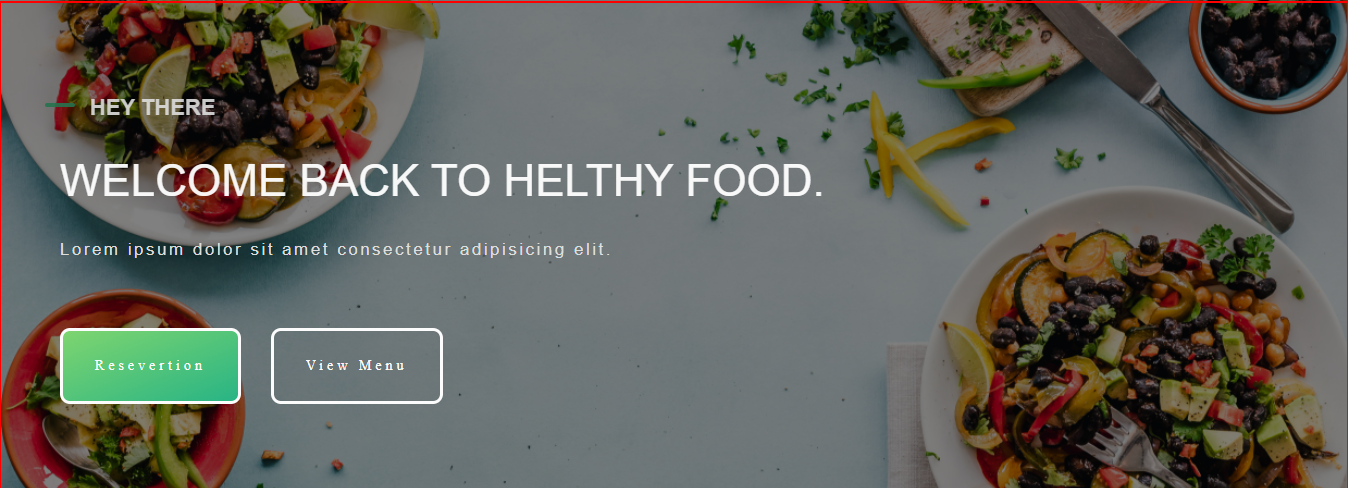 HEY THERE
WELCOME BACK TO HELTHY FOOD.
Lorem ipsum dolor sit amet consectetur adipisicing elit.
Resevertion View Menu